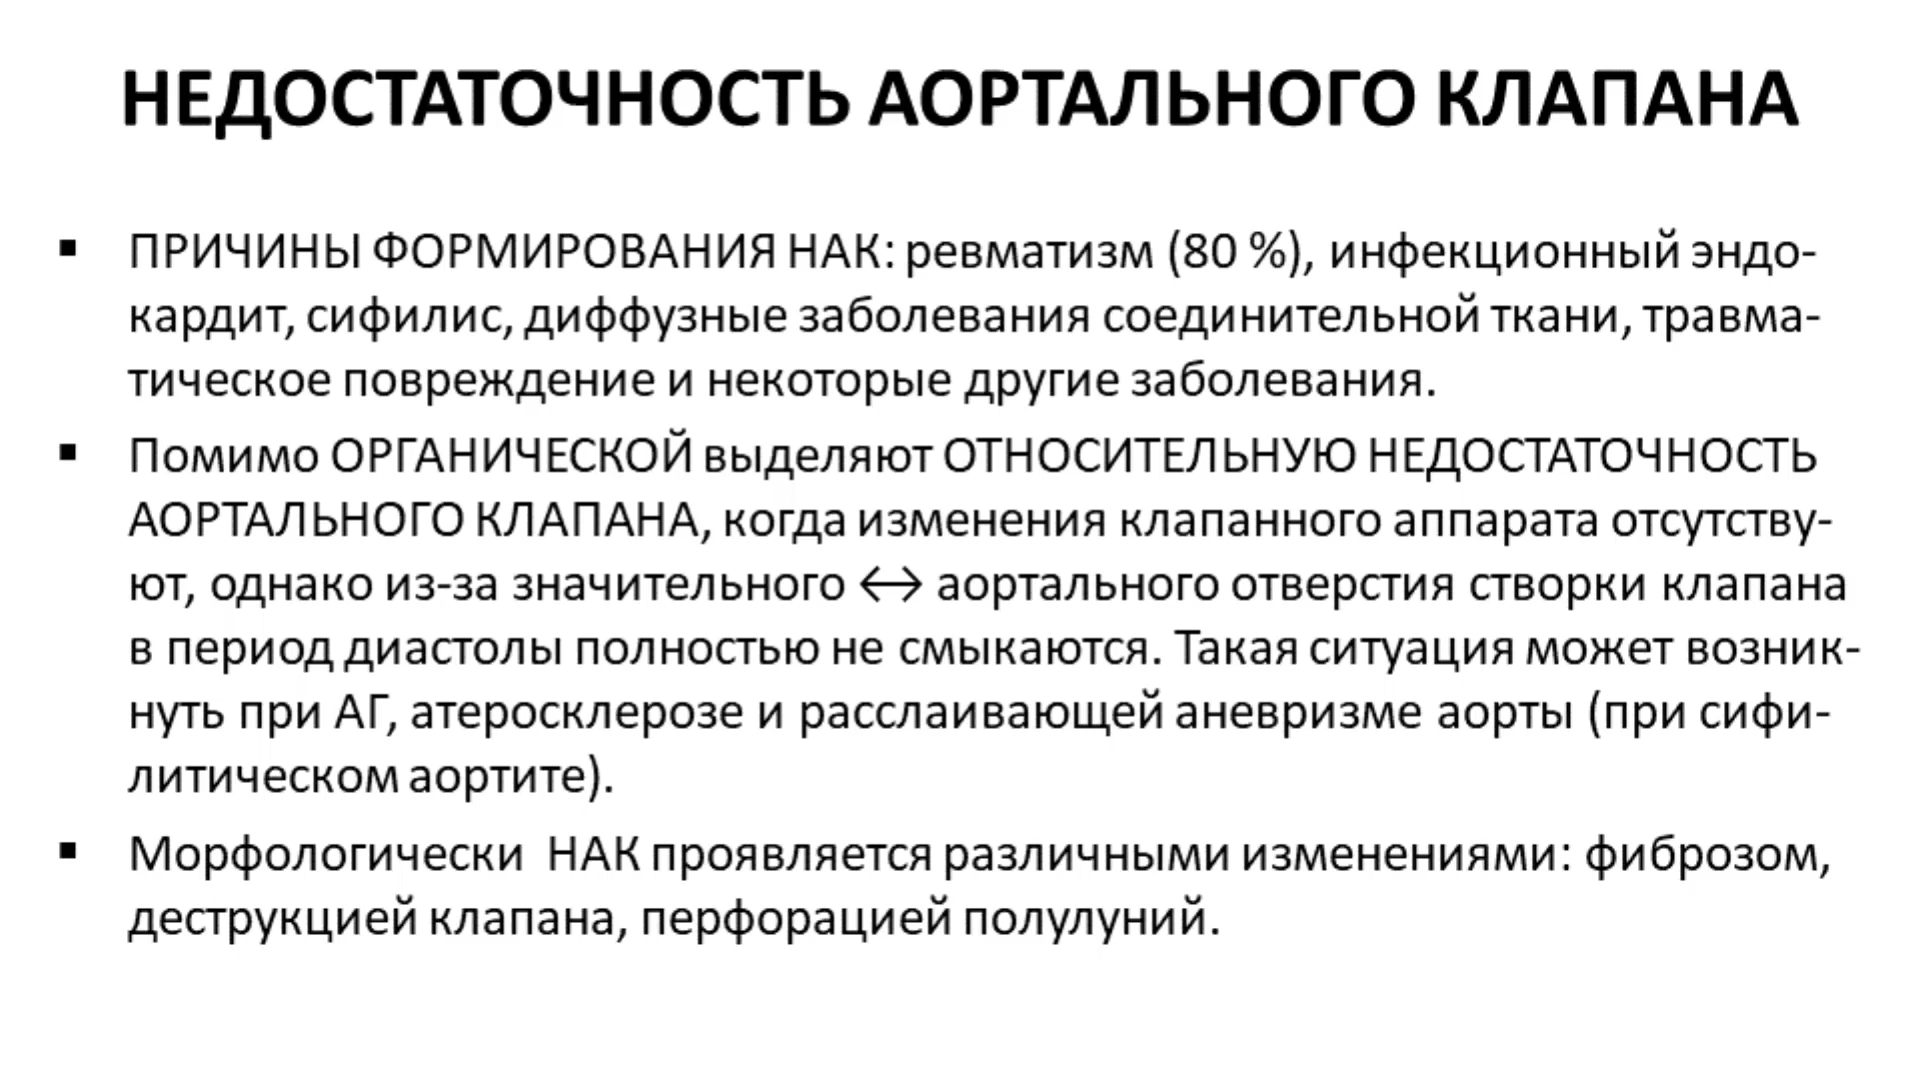 НЕДОСТАТОЧНОСТЬ АОРТАЛЬНОГО КЛАПАНА
▪ ПРИЧИНЫ ФОРМИРОВАНИЯ НАК: ревматизм (80 %), инфекционный эндо-
кардит, сифилис, диффузные заболевания соединительной ткани, травма-
тическое повреждение и некоторые другие заболевания.
▪ Помимо ОРГАНИЧЕСКОЙ выделяют ОТНОСИТЕЛЬНУЮ НЕДОСТАТОЧНОСТЬ
АОРТАЛЬНОГО КЛАПАНА, когда изменения клапанного аппарата отсутству-
ют, однако из-за значительного ↔ аортального отверстия створки клапана
в период диастолы полностью не смыкаются. Такая ситуация может возник-
нуть при АГ, атеросклерозе и расслаивающей аневризме аорты (при сифи-
литическом аортите).
▪ Морфологически НАК проявляется различными изменениями: фиброзом,
деструкцией клапана, перфорацией полулуний.